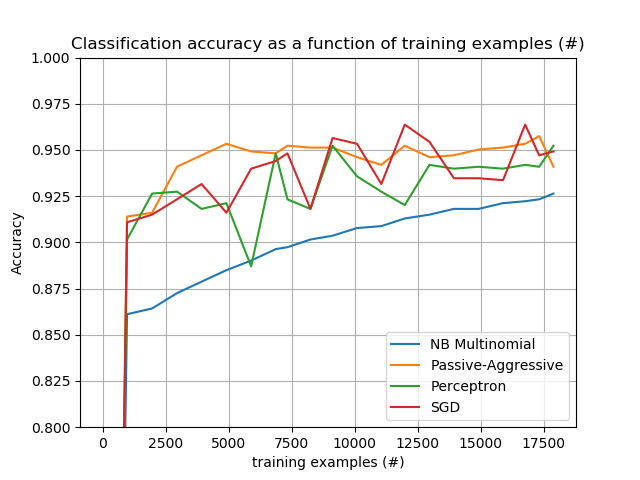 Classification accuracy as a function of training examples (#)
1.000
0.975
0.950
0.925
0.900
0.875
0.850
0.825
0.800
Accuracy
NB Multinomial
Passive-Aggressive
Perceptron
SGD
0 2500 5000 7500 10000 12500 15000 17500
training examples (#)